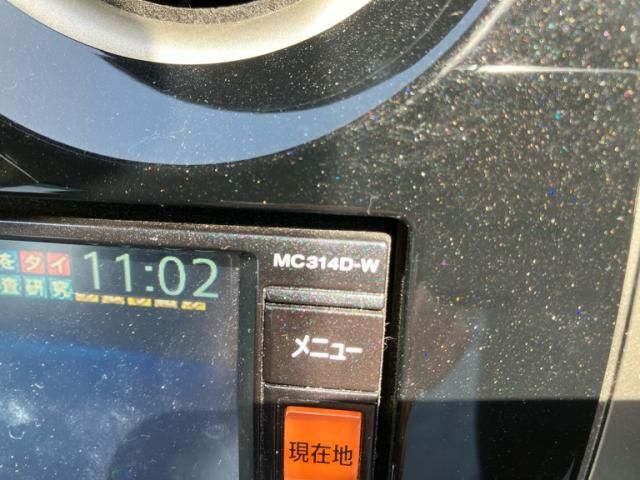 MC314D-W
を タイ 11:02
査 研 究
メニュー
現在地